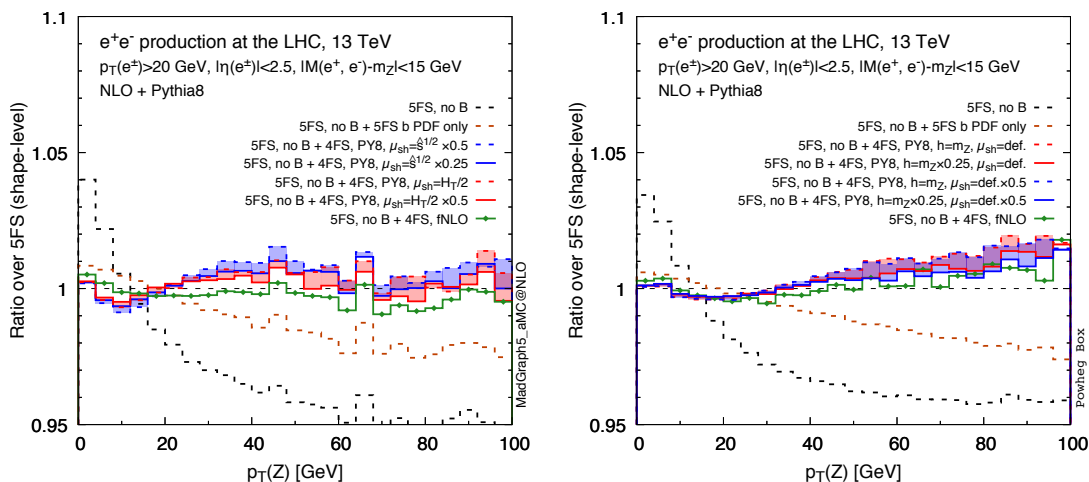 1.1
1.05
1
0.95
Ratio over 5FS (shape-level)
e⁺e⁻ production at the LHC, 13 TeV
p_T(e^±)>20 GeV, |η(e^±)|<2.5, |M(e⁺, e⁻)-m_Z|<15 GeV
NLO + Pythia8
5FS, no B
5FS, no B + 5FS b PDF only
5FS, no B + 4FS, PY8, μ_sh=ŝ^1/2 ×0.5
5FS, no B + 4FS, PY8, μ_sh=ŝ^1/2 ×0.25
5FS, no B + 4FS, PY8, μ_sh=H_T/2
5FS, no B + 4FS, PY8, μ_sh=H_T/2 ×0.5
5FS, no B + 4FS, fNLO
MadGraph5_aMC@NLO
0 20 40 60 80 100
p_T(Z) [GeV]
1.1
1.05
1
0.95
Ratio over 5FS (shape-level)
e⁺e⁻ production at the LHC, 13 TeV
p_T(e^±)>20 GeV, |η(e^±)|<2.5, |M(e⁺, e⁻)-m_Z|<15 GeV
NLO + Pythia8
5FS, no B
5FS, no B + 5FS b PDF only
5FS, no B + 4FS, PY8, h=m_Z, μ_sh=def.
5FS, no B + 4FS, PY8, h=m_Z×0.25, μ_sh=def.
5FS, no B + 4FS, PY8, h=m_Z, μ_sh=def.×0.5
5FS, no B + 4FS, PY8, h=m_Z×0.25, μ_sh=def.×0.5
5FS, no B + 4FS, fNLO
Powheg Box
0 20 40 60 80 100
p_T(Z) [GeV]